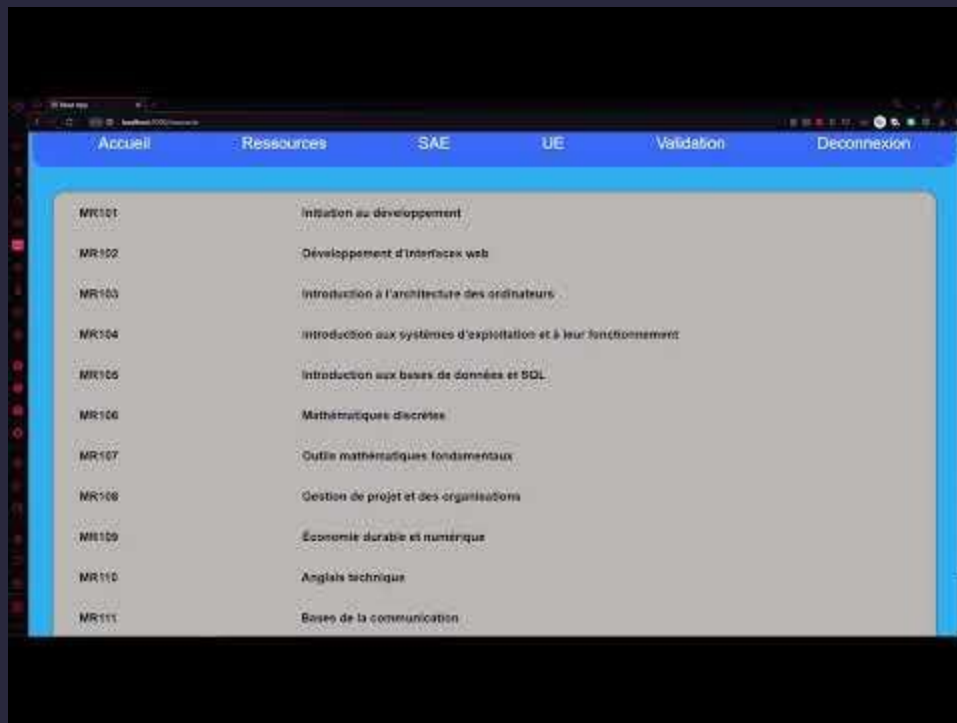 React App
Accueil Ressources SAE UE Validation Deconnexion
MR101 Initiation au développement
MR102 Développement d'interfaces web
MR103 Introduction à l'architecture des ordinateurs
MR104 Introduction aux systèmes d'exploitation et à leur fonctionnement
MR105 Introduction aux bases de données et SQL
MR106 Mathématiques discrètes
MR107 Outils mathématiques fondamentaux
MR108 Gestion de projet et des organisations
MR109 Économie durable et numérique
MR110 Anglais technique
MR111 Bases de la communication